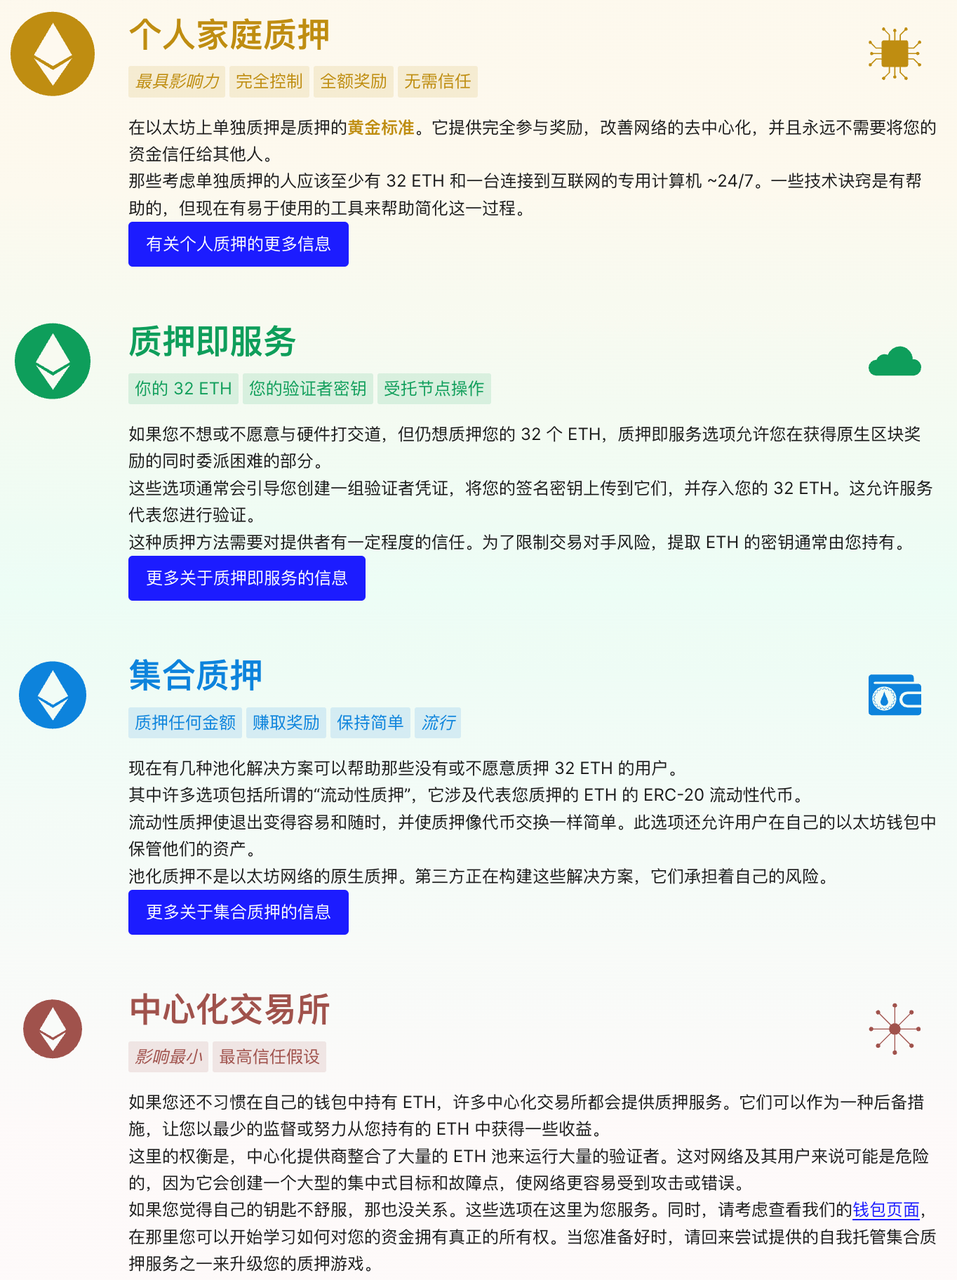 个人家庭质押
最具影响力 完全控制 全额奖励 无需信任
在以太坊上单独质押是质押的黄金标准。它提供完全参与奖励，改善网络的去中心化，并且永远不需要将您的
资金信任给其他人。
那些考虑单独质押的人应该至少有 32 ETH 和一台连接到互联网的专用计算机 ~24/7。一些技术诀窍是有帮
助的，但现在有易于使用的工具来帮助简化这一过程。
有关个人质押的更多信息
质押即服务
你的 32 ETH 您的验证者密钥 受托节点操作
如果您不想或不愿意与硬件打交道，但仍想质押您的 32 个 ETH，质押即服务选项允许您在获得原生区块奖
励的同时委派困难的部分。
这些选项通常会引导您创建一组验证者凭证，将您的签名密钥上传到它们，并存入您的 32 ETH。这允许服务
代表您进行验证。
这种质押方法需要对提供者有一定程度的信任。为了限制交易对手风险，提取 ETH 的密钥通常由您持有。
更多关于质押即服务的信息
集合质押
质押任何金额 赚取奖励 保持简单 流行
现在有几种池化解决方案可以帮助那些没有或不愿意质押 32 ETH 的用户。
其中许多选项包括所谓的“流动性质押”，它涉及代表您质押的 ETH 的 ERC-20 流动性代币。
流动性质押使退出变得容易和随时，并使质押像代币交换一样简单。此选项还允许用户在自己的以太坊钱包中
保管他们的资产。
池化质押不是以太坊网络的原生质押。第三方正在构建这些解决方案，它们承担着自己的风险。
更多关于集合质押的信息
中心化交易所
影响最小 最高信任假设
如果您还不习惯在自己的钱包中持有 ETH，许多中心化交易所都会提供质押服务。它们可以作为一种后备措
施，让您以最少的监督或努力从您持有的 ETH 中获得一些收益。
这里的权衡是，中心化提供商整合了大量的 ETH 池来运行大量的验证者。这对网络及其用户来说可能是危险
的，因为它会创建一个大型的集中式目标和故障点，使网络更容易受到攻击或错误。
如果您觉得自己的钥匙不舒服，那也没关系。这些选项在这里为您服务。同时，请考虑查看我们的钱包页面，
在那里您可以开始学习如何对您的资金拥有真正的所有权。当您准备好时，请回来尝试提供的自我托管集合质
押服务之一来升级您的质押游戏。